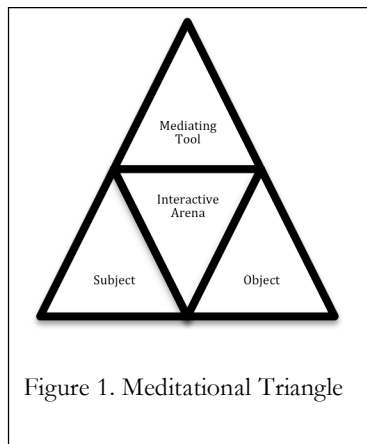 Mediating
Tool
Interactive
Arena
Subject
Object
Figure 1. Meditational Triangle